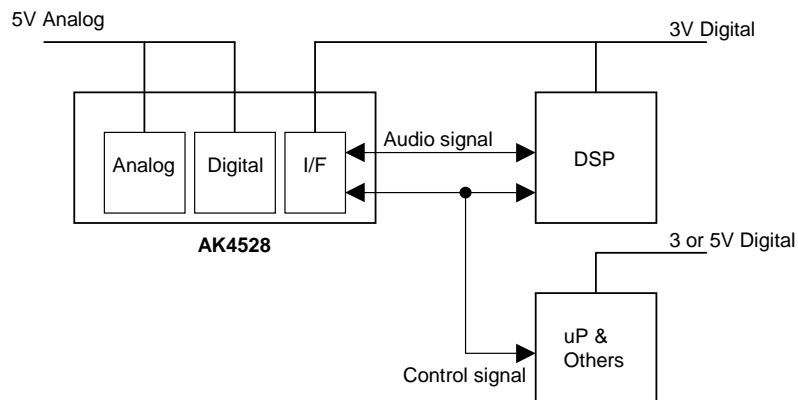 5V Analog
3V Digital
Analog
Digital
I/F
Audio signal
DSP
AK4528
3 or 5V Digital
uP &
Others
Control signal